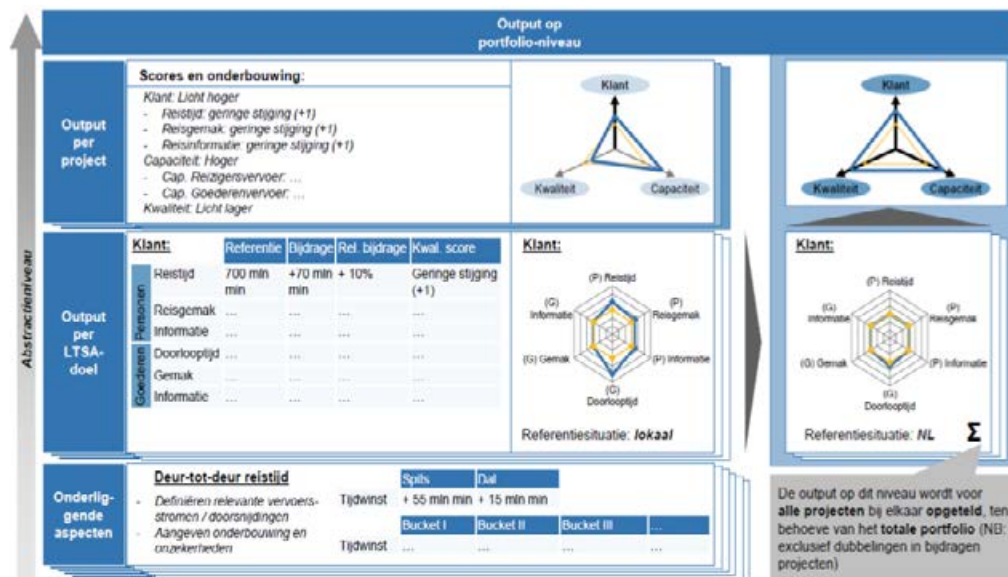 Output op
portfolio-niveau
Abstractieniveau
Output
per
project
Scores en onderbouwing:
Klant: Licht hoger
- Reistijd: geringe stijging (+1)
- Reisgemak: geringe stijging (+1)
- Reisinformatie: geringe stijging (+1)
Capaciteit: Hoger
- Cap. Reizigersvervoer: …
- Cap. Goederenvervoer: …
Kwaliteit: Licht lager
Klant
Kwaliteit
Capaciteit
Klant
Kwaliteit
Capaciteit
Output
per
LTSA-
doel
Klant:
Referentie Bijdrage Rel. bijdrage Kwal. score
Personen
Reistijd 700 mln min +70 mln min + 10% Geringe stijging (+1)
Reisgemak … … … …
Informatie … … … …
Goederen
Doorlooptijd … … … …
Gemak … … … …
Informatie … … … …
Klant:
(P) Reistijd
(G) Informatie
(P) Reisgemak
(G) Gemak
(P) Informatie
(G) Doorlooptijd
Referentiesituatie: lokaal
Klant:
(P) Reistijd
(G) Informatie
(P) Reisgemak
(G) Gemak
(P) Informatie
(G) Doorlooptijd
Referentiesituatie: NL Σ
Onderlig-
gende
aspecten
Deur-tot-deur reistijd
- Definiëren relevante vervoers-
stromen / doorsnijdingen
- Aangeven onderbouwing en
onzekerheden
Spits Dal
Tijdwinst + 55 mln min + 15 mln min
Bucket I Bucket II Bucket III …
Tijdwinst … … … …
De output op dit niveau wordt voor
alle projecten bij elkaar opgeteld, ten
behoeve van het totale portfolio (NB:
exclusief dubbelingen in bijdragen
projecten)